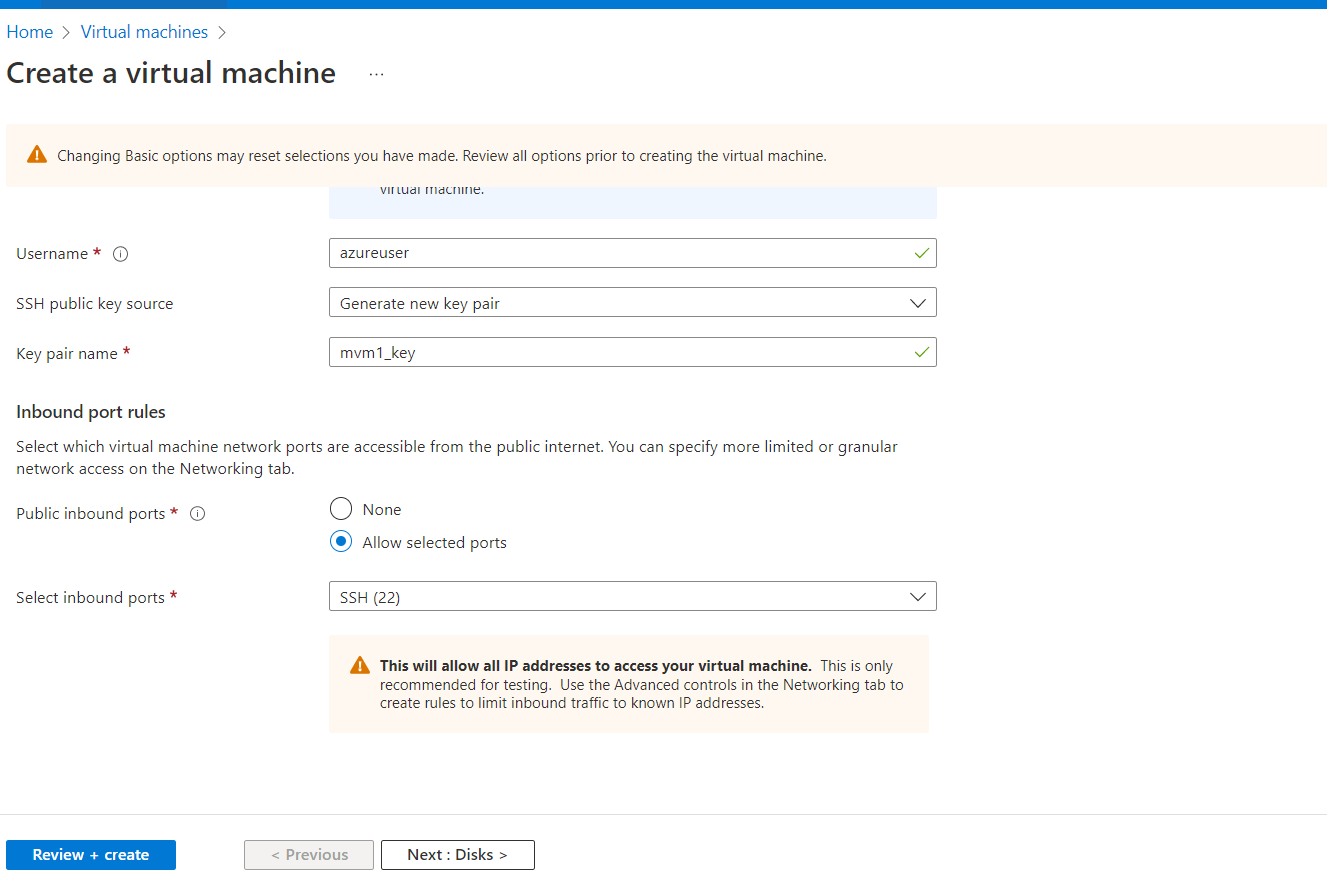 Home > Virtual machines >
Create a virtual machine ...
Changing Basic options may reset selections you have made. Review all options prior to creating the virtual machine.
virtual machine.
Username *
azureuser
SSH public key source
Generate new key pair
Key pair name *
mvm1_key
Inbound port rules
Select which virtual machine network ports are accessible from the public internet. You can specify more limited or granular
network access on the Networking tab.
Public inbound ports *
None
Allow selected ports
Select inbound ports *
SSH (22)
This will allow all IP addresses to access your virtual machine. This is only
recommended for testing. Use the Advanced controls in the Networking tab to
create rules to limit inbound traffic to known IP addresses.
Review + create
< Previous
Next : Disks >